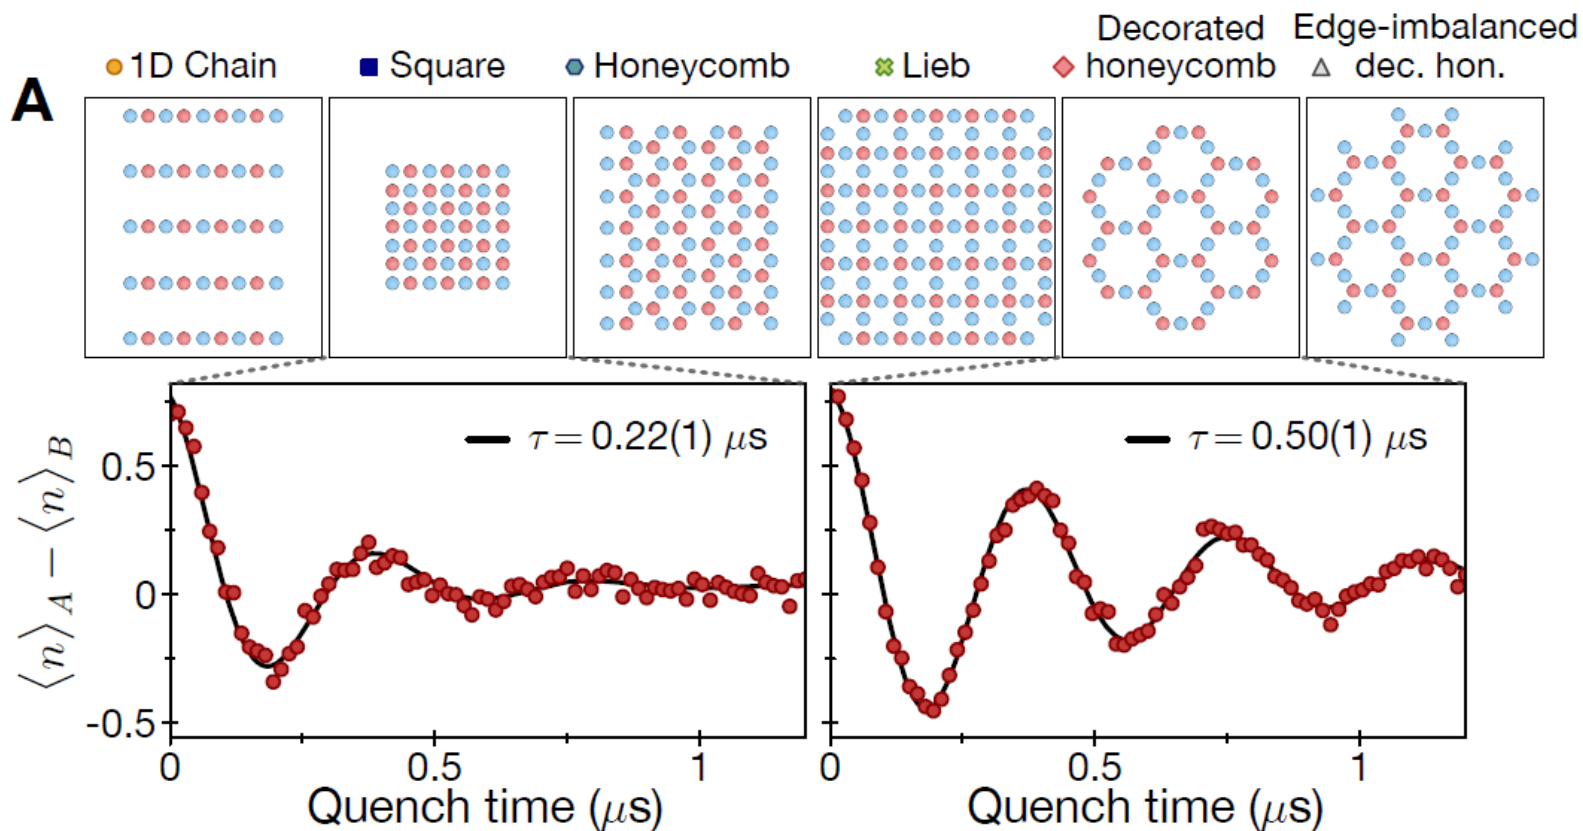 A
1D Chain
Square
Honeycomb
Lieb
Decorated
honeycomb
Edge-imbalanced
dec. hon.
⟨n⟩_A − ⟨n⟩_B
0.5
0
-0.5
τ = 0.22(1) μs
0
0.5
1
Quench time (μs)
τ = 0.50(1) μs
0
0.5
1
Quench time (μs)